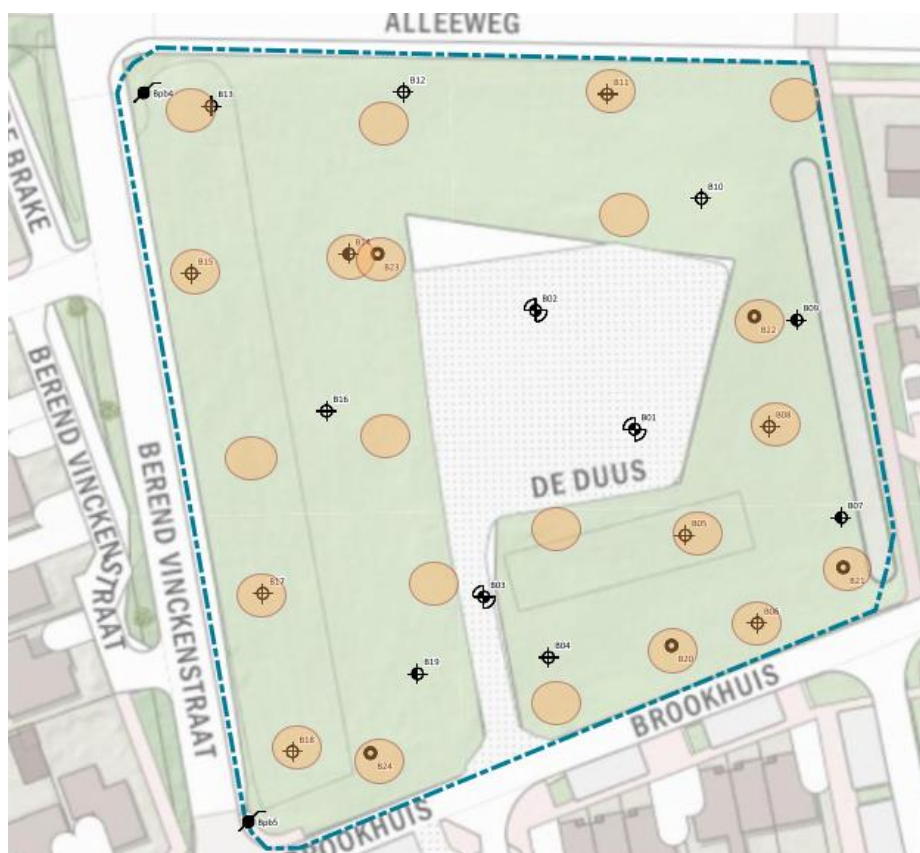 ALLEEWEG
Bpb4
B13
B12
B11
E BRAKE
B10
B15
B23
B02
B22
B09
BEREND VINCKENSTRAAT
BEREND VINCKENSTRAAT
B16
B01
B08
DE DUUS
B07
B05
B21
B17
B03
B06
B04
B20
B19
BROOKHUIS
B18
B24
Bpb5
ROOKHUIS